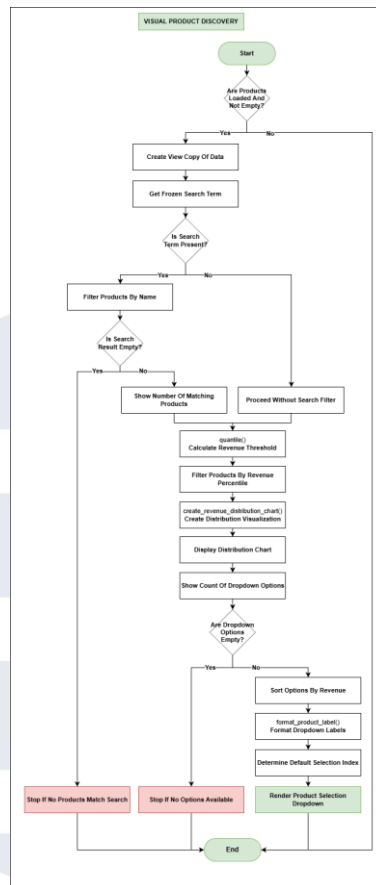 VISUAL PRODUCT DISCOVERY
Start
Are Products
Loaded And
Not Empty?
Yes
No
Create View Copy Of Data
Get Frozen Search Term
Is Search
Term Present?
Yes
No
Filter Products By Name
Is Search
Result Empty?
Yes
No
Show Number Of Matching
Products
Proceed Without Search Filter
quantile()
Calculate Revenue Threshold
Filter Products By Revenue
Percentile
create_revenue_distribution_chart()
Create Distribution Visualization
Display Distribution Chart
Show Count Of Dropdown Options
Are Dropdown
Options
Empty?
Yes
No
Sort Options By Revenue
format_product_label()
Format Dropdown Labels
Determine Default Selection Index
Stop If No Products Match Search
Stop If No Options Available
Render Product Selection
Dropdown
End